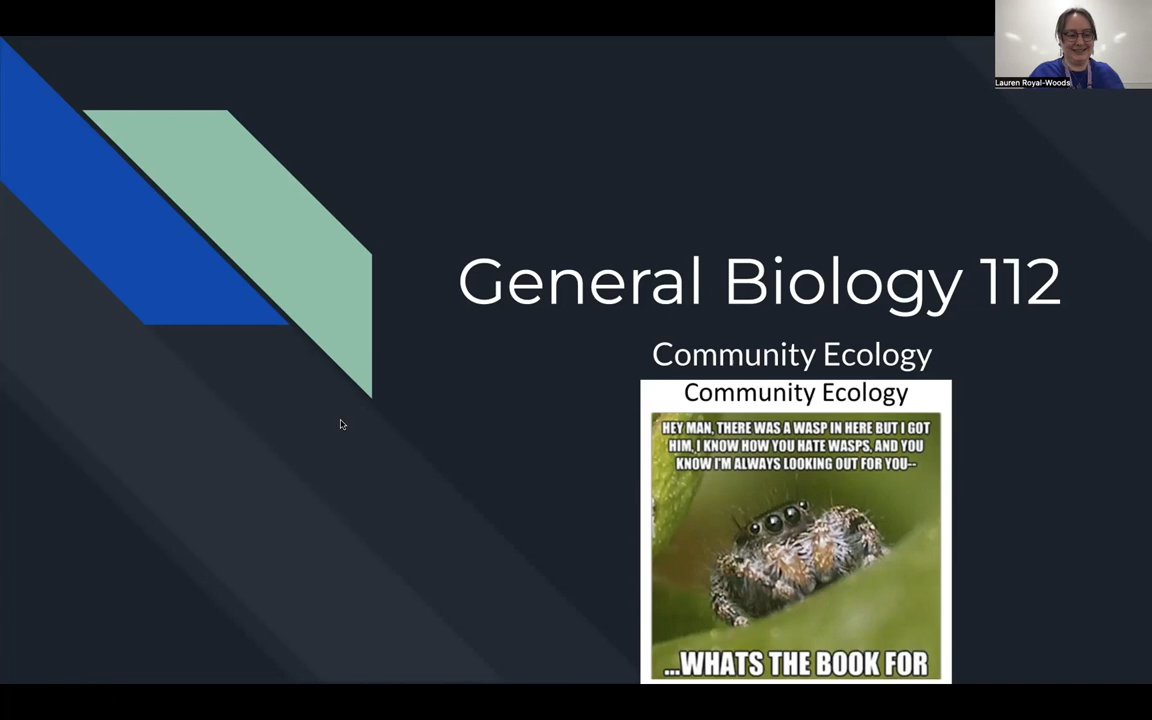 Lauren Royal-Woods
General Biology 112
Community Ecology
Community Ecology
HEY MAN, THERE WAS A WASP IN HERE BUT I GOT
HIM, I KNOW HOW YOU HATE WASPS, AND YOU
KNOW I'M ALWAYS LOOKING OUT FOR YOU--
...WHATS THE BOOK FOR